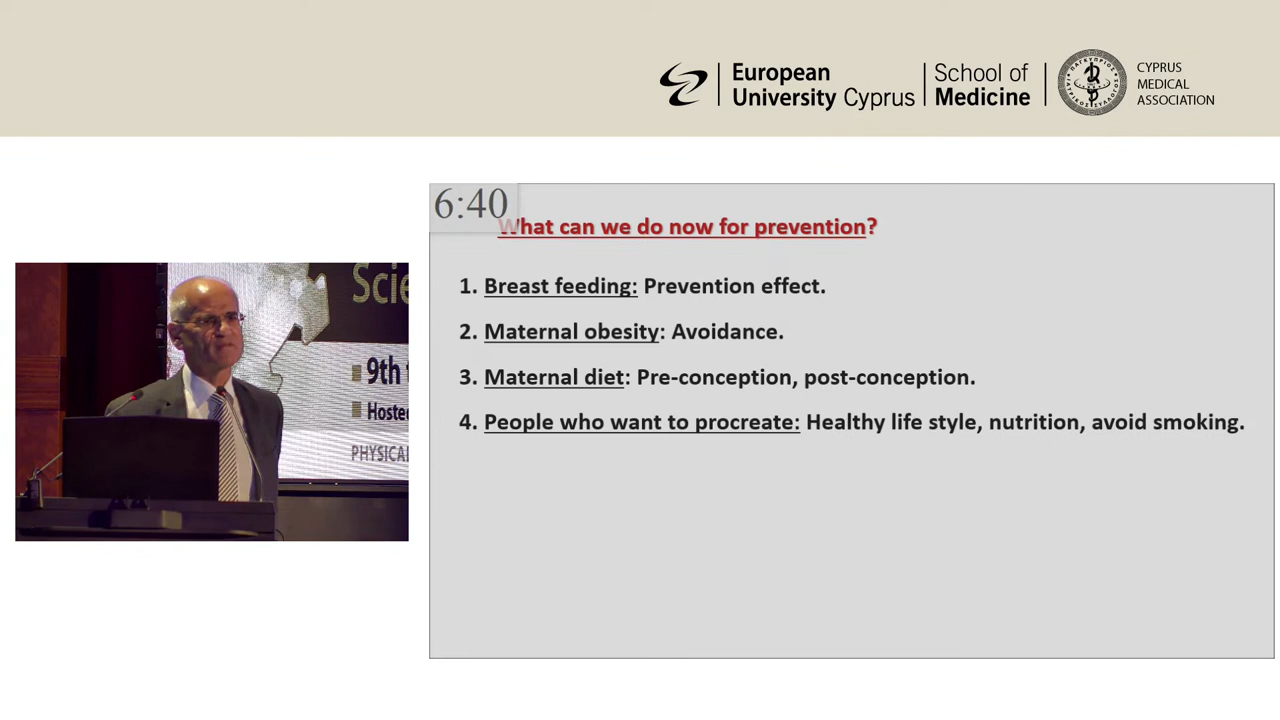 European
University Cyprus
School of
Medicine
CYPRUS
MEDICAL
ASSOCIATION
6:40
What can we do now for prevention?
1. Breast feeding: Prevention effect.
2. Maternal obesity: Avoidance.
3. Maternal diet: Pre-conception, post-conception.
4. People who want to procreate: Healthy life style, nutrition, avoid smoking.
9th
Hosted
PHYSICAL